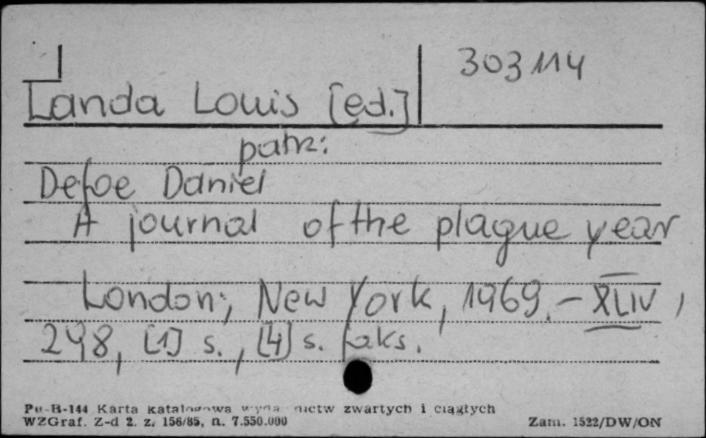 303114
Landa Louis [ed.]
patrz:
Defoe Daniel
A journal of the plague year
London; New York, 1969. - XLIV,
298, [1] s., [4] s. faks.
Pu-B-144 Karta katalogowa wydawnictw zwartych i ciągłych
WZGraf. Z-d 2. z. 156/85, n. 7.550.000 Zam. 1522/DW/ON